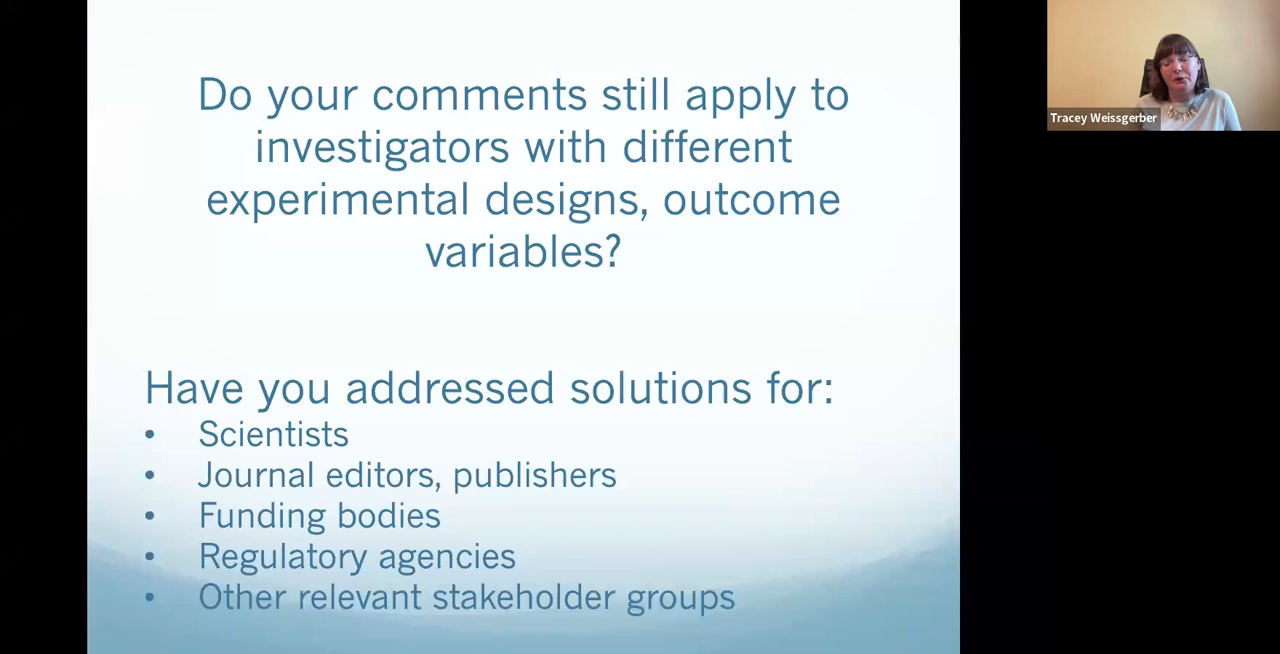 Do your comments still apply to
investigators with different
experimental designs, outcome
variables?
Have you addressed solutions for:
• Scientists
• Journal editors, publishers
• Funding bodies
• Regulatory agencies
• Other relevant stakeholder groups
Tracey Weissgerber